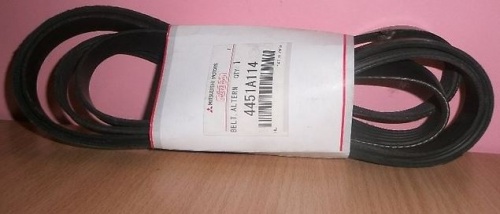 MITSUBISHI MOTORS
BELT, ALTERN QTY 1
4451A114